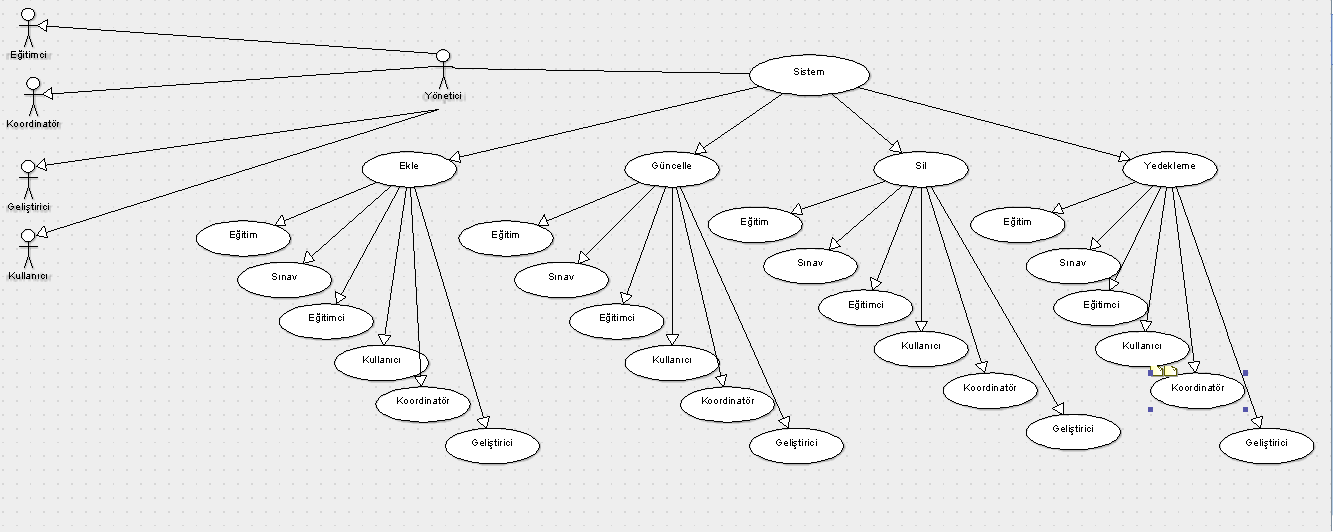 Eğitimci
Yönetici
Sistem
Koordinatör
Geliştirici
Kullanıcı
Ekle
Güncelle
Sil
Yedekleme
Eğitim
Sınav
Eğitimci
Kullanıcı
Koordinatör
Geliştirici
Eğitim
Sınav
Eğitimci
Kullanıcı
Koordinatör
Geliştirici
Eğitim
Sınav
Eğitimci
Kullanıcı
Koordinatör
Geliştirici
Eğitim
Sınav
Eğitimci
Kullanıcı
Koordinatör
Geliştirici